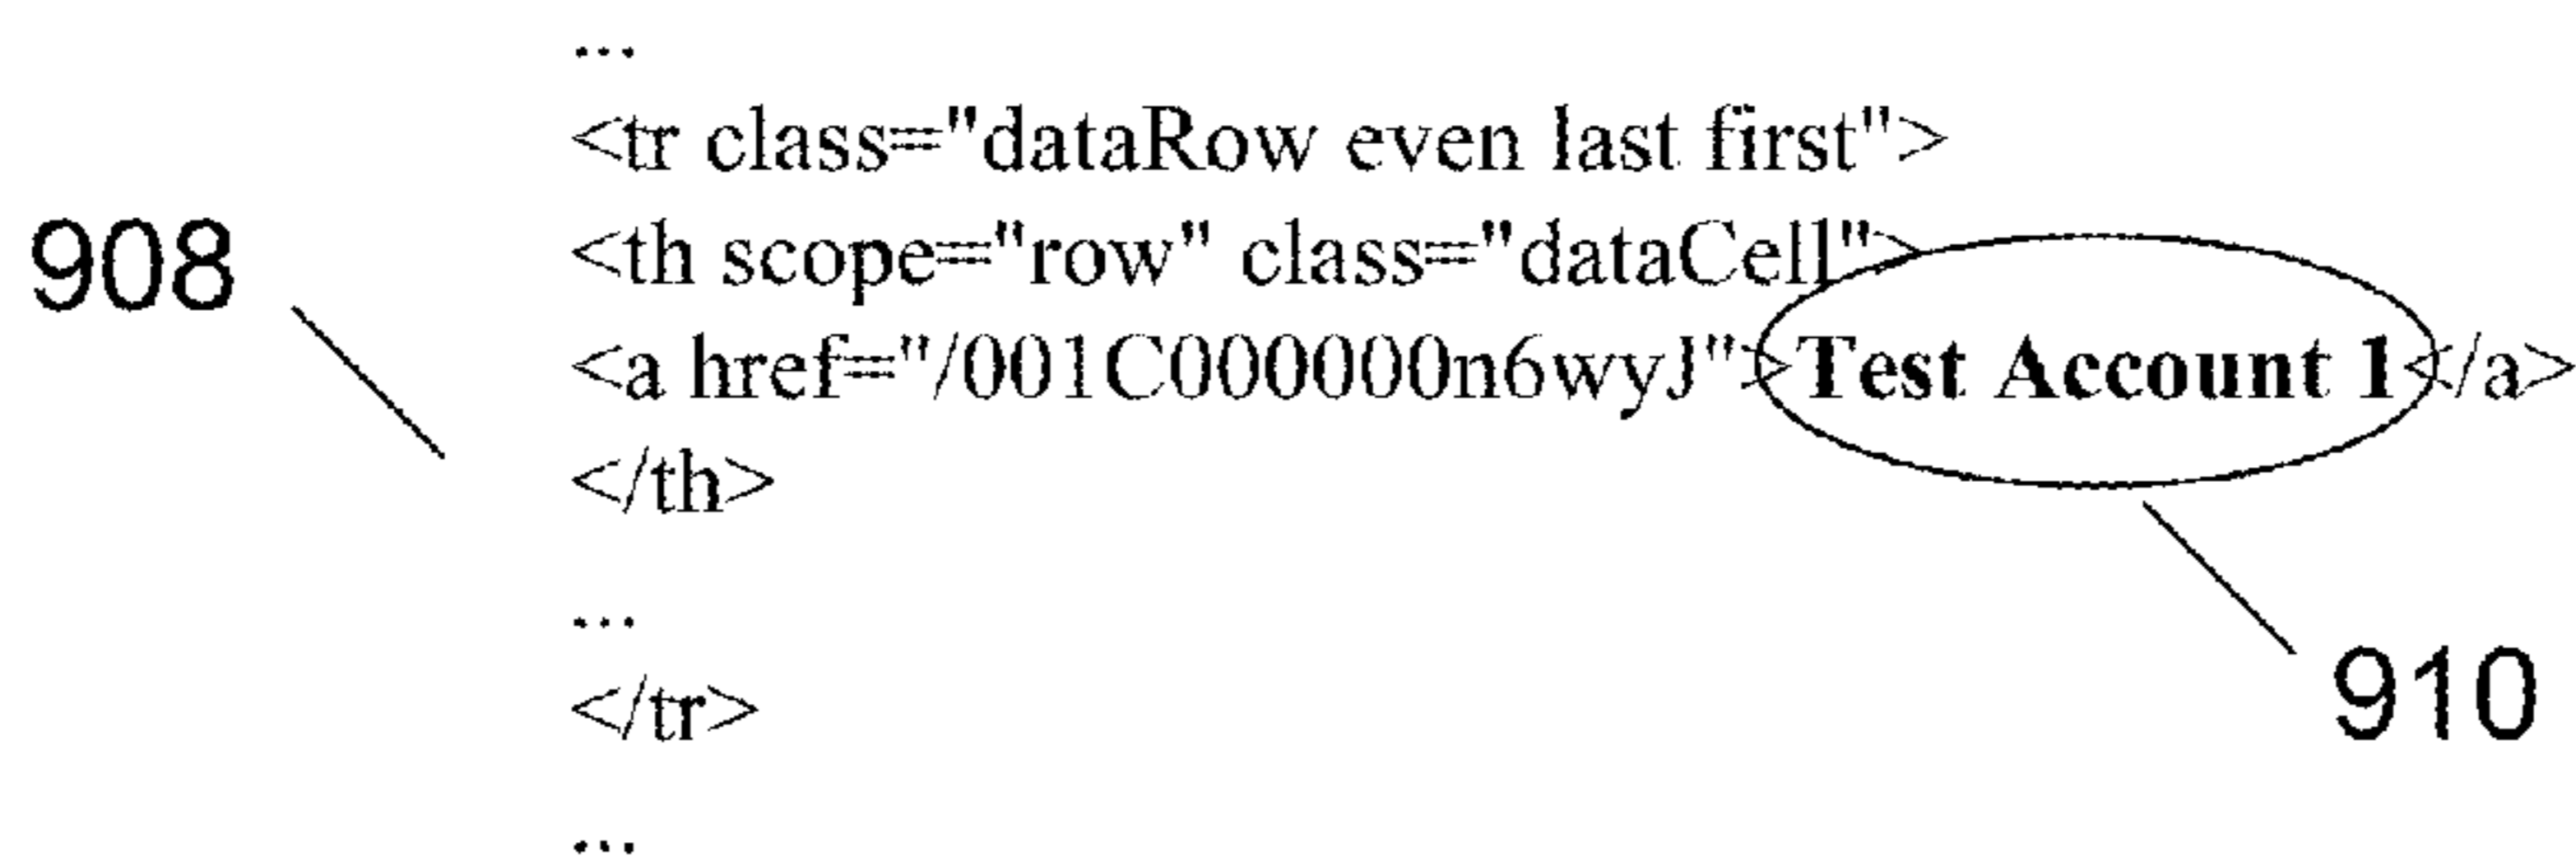 ...
<tr class="dataRow even last first">
908
<th scope="row" class="dataCell">
<a href="/001C000000n6wyJ">Test Account 1</a>
</th>
...
</tr>
910
...